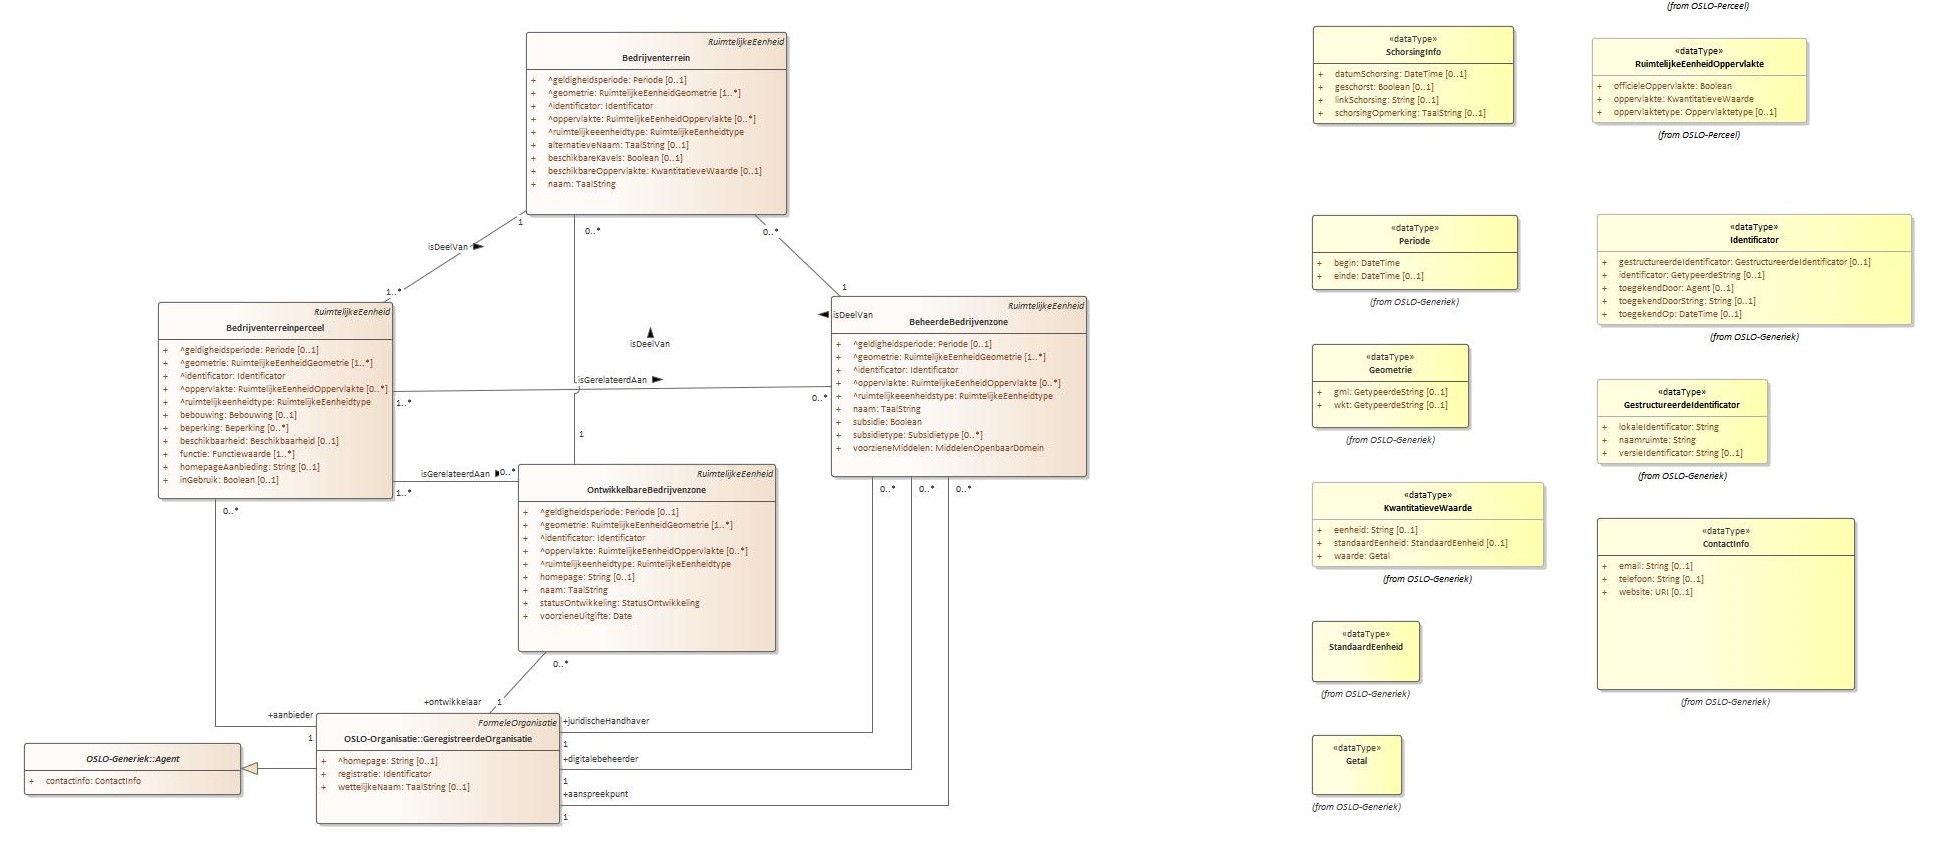 RuimtelijkeEenheid
Bedrijventerrein
+ ^geldigheidsperiode: Periode [0..1]
+ ^geometrie: RuimtelijkeEenheidGeometrie [1..*]
+ ^identificator: Identificator
+ ^oppervlakte: RuimtelijkeEenheidOppervlakte [0..*]
+ ^ruimtelijkeeenheidtype: RuimtelijkeEenheidtype
+ alternatieveNaam: TaalString [0..1]
+ beschikbareKavels: Boolean [0..1]
+ beschikbareOppervlakte: KwantitatieveWaarde [0..1]
+ naam: TaalString
1
0..*
0..*
isDeelVan
1..*
1
RuimtelijkeEenheid
Bedrijventerreinperceel
+ ^geldigheidsperiode: Periode [0..1]
+ ^geometrie: RuimtelijkeEenheidGeometrie [1..*]
+ ^identificator: Identificator
+ ^oppervlakte: RuimtelijkeEenheidOppervlakte [0..*]
+ ^ruimtelijkeenheidtype: RuimtelijkeEenheidtype
+ bebouwing: Bebouwing [0..1]
+ beperking: Beperking [0..*]
+ beschikbaarheid: Beschikbaarheid [0..1]
+ functie: Functiewaarde [1..*]
+ homepageAanbieding: String [0..1]
+ inGebruik: Boolean [0..1]
isDeelVan
isGerelateerdAan
1..*
0..*
1
isGerelateerdAan
0..*
1..*
0..*
RuimtelijkeEenheid
isDeelVan
BeheerdeBedrijvenzone
+ ^geldigheidsperiode: Periode [0..1]
+ ^geometrie: RuimtelijkeEenheidGeometrie [1..*]
+ ^identificator: Identificator
+ ^oppervlakte: RuimtelijkeEenheidOppervlakte [0..*]
+ ^ruimtelijkeeenheidstype: RuimtelijkeEenheidtype
+ naam: TaalString
+ subsidie: Boolean
+ subsidietype: Subsidietype [0..*]
+ voorzieneMiddelen: MiddelenOpenbaarDomein
0..*
0..*
0..*
RuimtelijkeEenheid
OntwikkelbareBedrijvenzone
+ ^geldigheidsperiode: Periode [0..1]
+ ^geometrie: RuimtelijkeEenheidGeometrie [1..*]
+ ^identificator: Identificator
+ ^oppervlakte: RuimtelijkeEenheidOppervlakte [0..*]
+ ^ruimtelijkeenheidtype: RuimtelijkeEenheidtype
+ homepage: String [0..1]
+ naam: TaalString
+ statusOntwikkeling: StatusOntwikkeling
+ voorzieneUitgifte: Date
0..*
+ontwikkelaar
1
+aanbieder
1
+juridischeHandhaver
1
+digitalebeheerder
1
+aanspreekpunt
1
FormeleOrganisatie
OSLO-Organisatie::GeregistreerdeOrganisatie
+ ^homepage: String [0..1]
+ registratie: Identificator
+ wettelijkeNaam: TaalString [0..1]
OSLO-Generiek::Agent
+ contactinfo: ContactInfo
(from OSLO-Perceel)
«dataType»
SchorsingInfo
+ datumSchorsing: DateTime [0..1]
+ geschorst: Boolean [0..1]
+ linkSchorsing: String [0..1]
+ schorsingOpmerking: TaalString [0..1]
«dataType»
RuimtelijkeEenheidOppervlakte
+ officieleOppervlakte: Boolean
+ oppervlakte: KwantitatieveWaarde
+ oppervlaktetype: Oppervlaktetype [0..1]
(from OSLO-Perceel)
«dataType»
Periode
+ begin: DateTime
+ einde: DateTime [0..1]
(from OSLO-Generiek)
«dataType»
Identificator
+ gestructureerdeIdentificator: GestructureerdeIdentificator [0..1]
+ identificator: GetypeerdeString [0..1]
+ toegekendDoor: Agent [0..1]
+ toegekendDoorString: String [0..1]
+ toegekendOp: DateTime [0..1]
(from OSLO-Generiek)
«dataType»
Geometrie
+ gml: GetypeerdeString [0..1]
+ wkt: GetypeerdeString [0..1]
(from OSLO-Generiek)
«dataType»
GestructureerdeIdentificator
+ lokaleIdentificator: String
+ naamruimte: String
+ versieIdentificator: String [0..1]
(from OSLO-Generiek)
«dataType»
KwantitatieveWaarde
+ eenheid: String [0..1]
+ standaardEenheid: StandaardEenheid [0..1]
+ waarde: Getal
(from OSLO-Generiek)
«dataType»
ContactInfo
+ email: String [0..1]
+ telefoon: String [0..1]
+ website: URI [0..1]
(from OSLO-Generiek)
«dataType»
StandaardEenheid
(from OSLO-Generiek)
«dataType»
Getal
(from OSLO-Generiek)